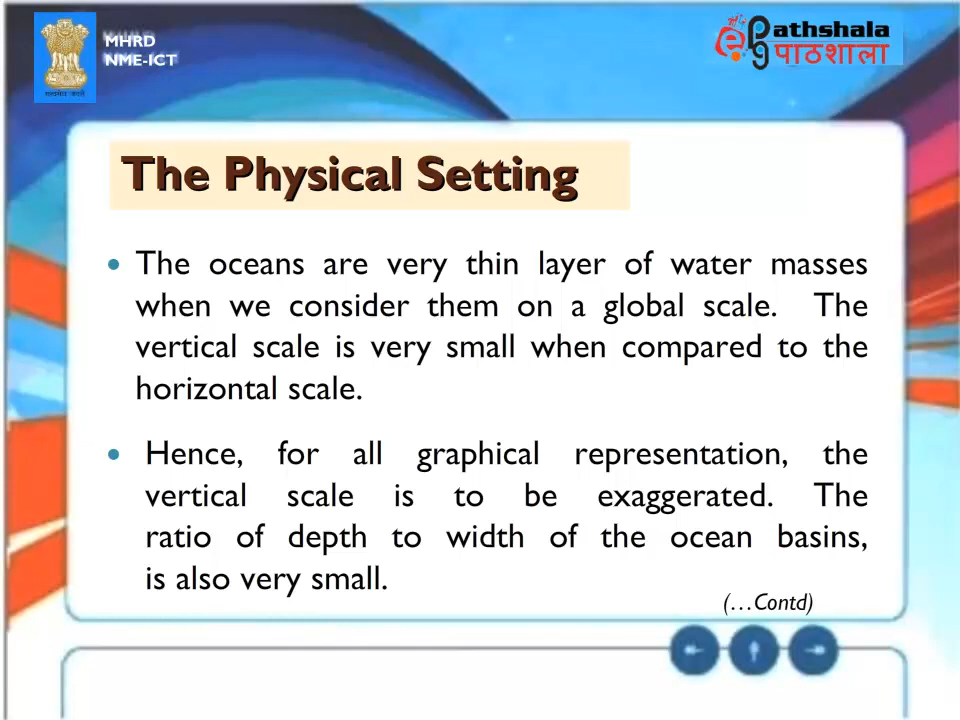 MHRD
NME-ICT
ePathshala
पाठशाला
The Physical Setting
• The oceans are very thin layer of water masses
when we consider them on a global scale. The
vertical scale is very small when compared to the
horizontal scale.
• Hence, for all graphical representation, the
vertical scale is to be exaggerated. The
ratio of depth to width of the ocean basins,
is also very small.
(...Contd)